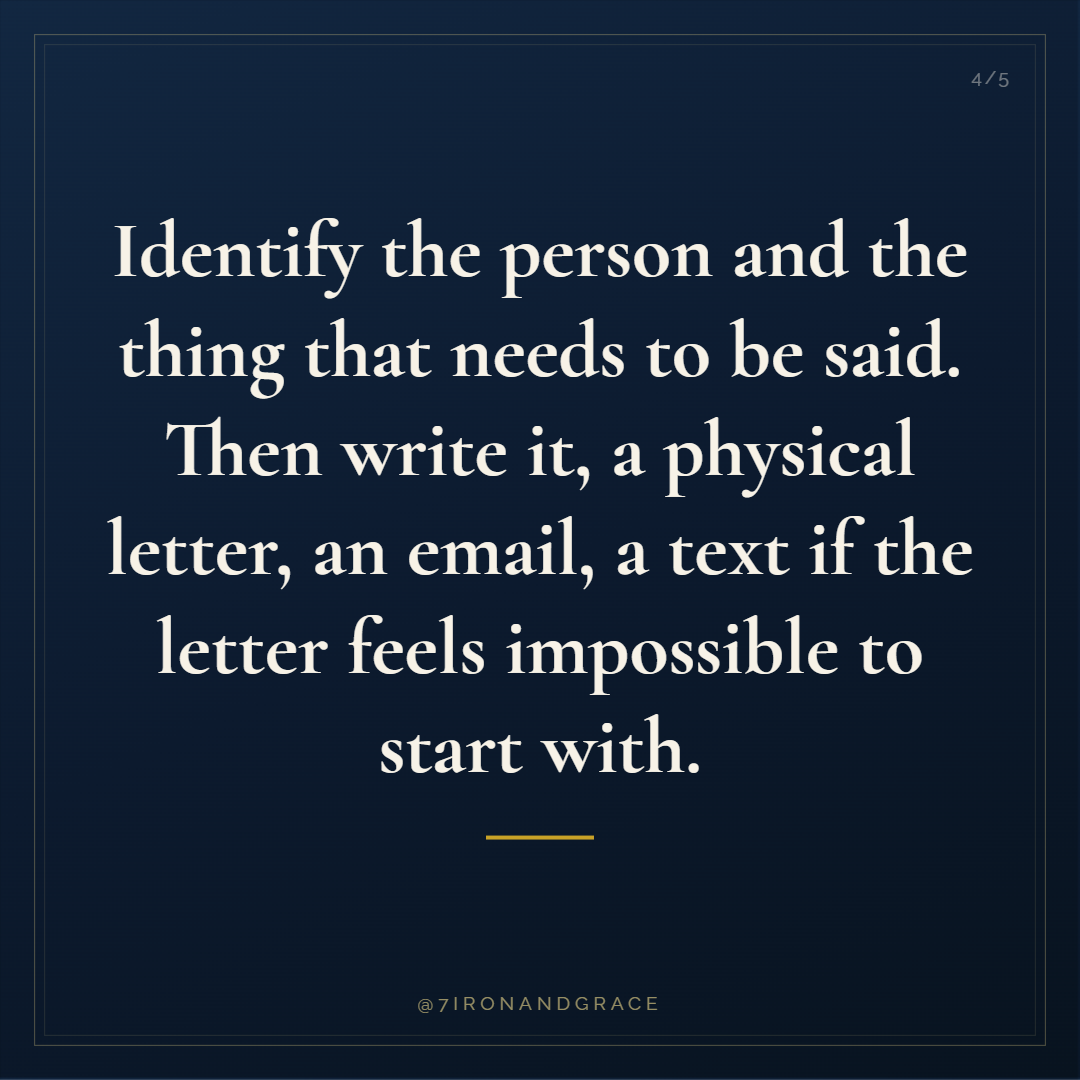 4/5
Identify the person and the
thing that needs to be said.
Then write it, a physical
letter, an email, a text if the
letter feels impossible to
start with.
@7IRONANDGRACE